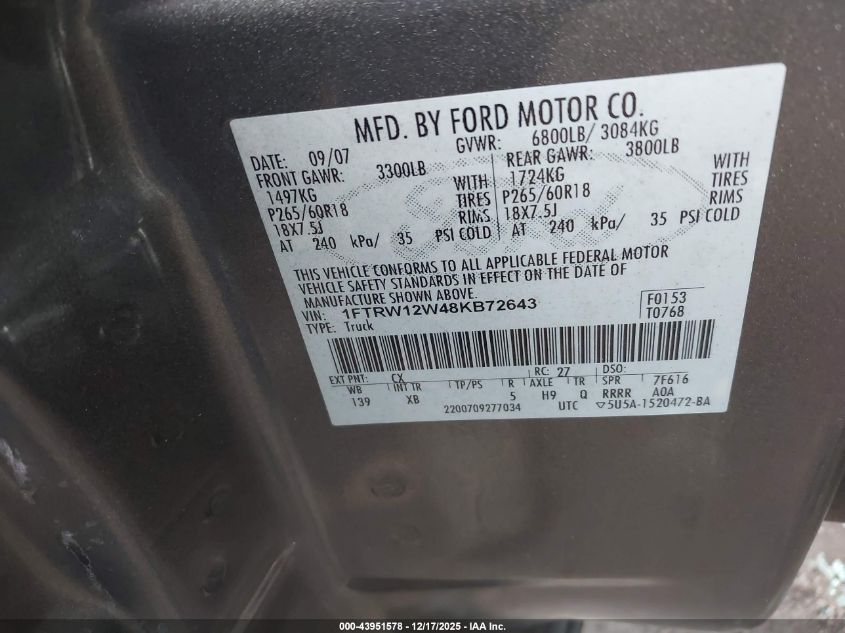 MFD. BY FORD MOTOR CO.
DATE: 09/07 GVWR: 6800LB/ 3084KG
FRONT GAWR: 3300LB REAR GAWR: 3800LB
1497KG WITH 1724KG WITH
P265/60R18 TIRES P265/60R18 TIRES
18X7.5J RIMS 18X7.5J RIMS
AT 240 kPa/ 35 PSI COLD AT 240 kPa/ 35 PSI COLD
THIS VEHICLE CONFORMS TO ALL APPLICABLE FEDERAL MOTOR
VEHICLE SAFETY STANDARDS IN EFFECT ON THE DATE OF
MANUFACTURE SHOWN ABOVE.
VIN: 1FTRW12W48KB72643 F0153
TYPE: Truck T0768
EXT PNT: CX RC: 27 DSO:
WB INT TR TP/PS R AXLE TR SPR 7F616
139 XB 5 H9 Q RRRR A0A
2200709277034 UTC ▽5U5A-1520472-BA
000-43951578 - 12/17/2025 - IAA Inc.